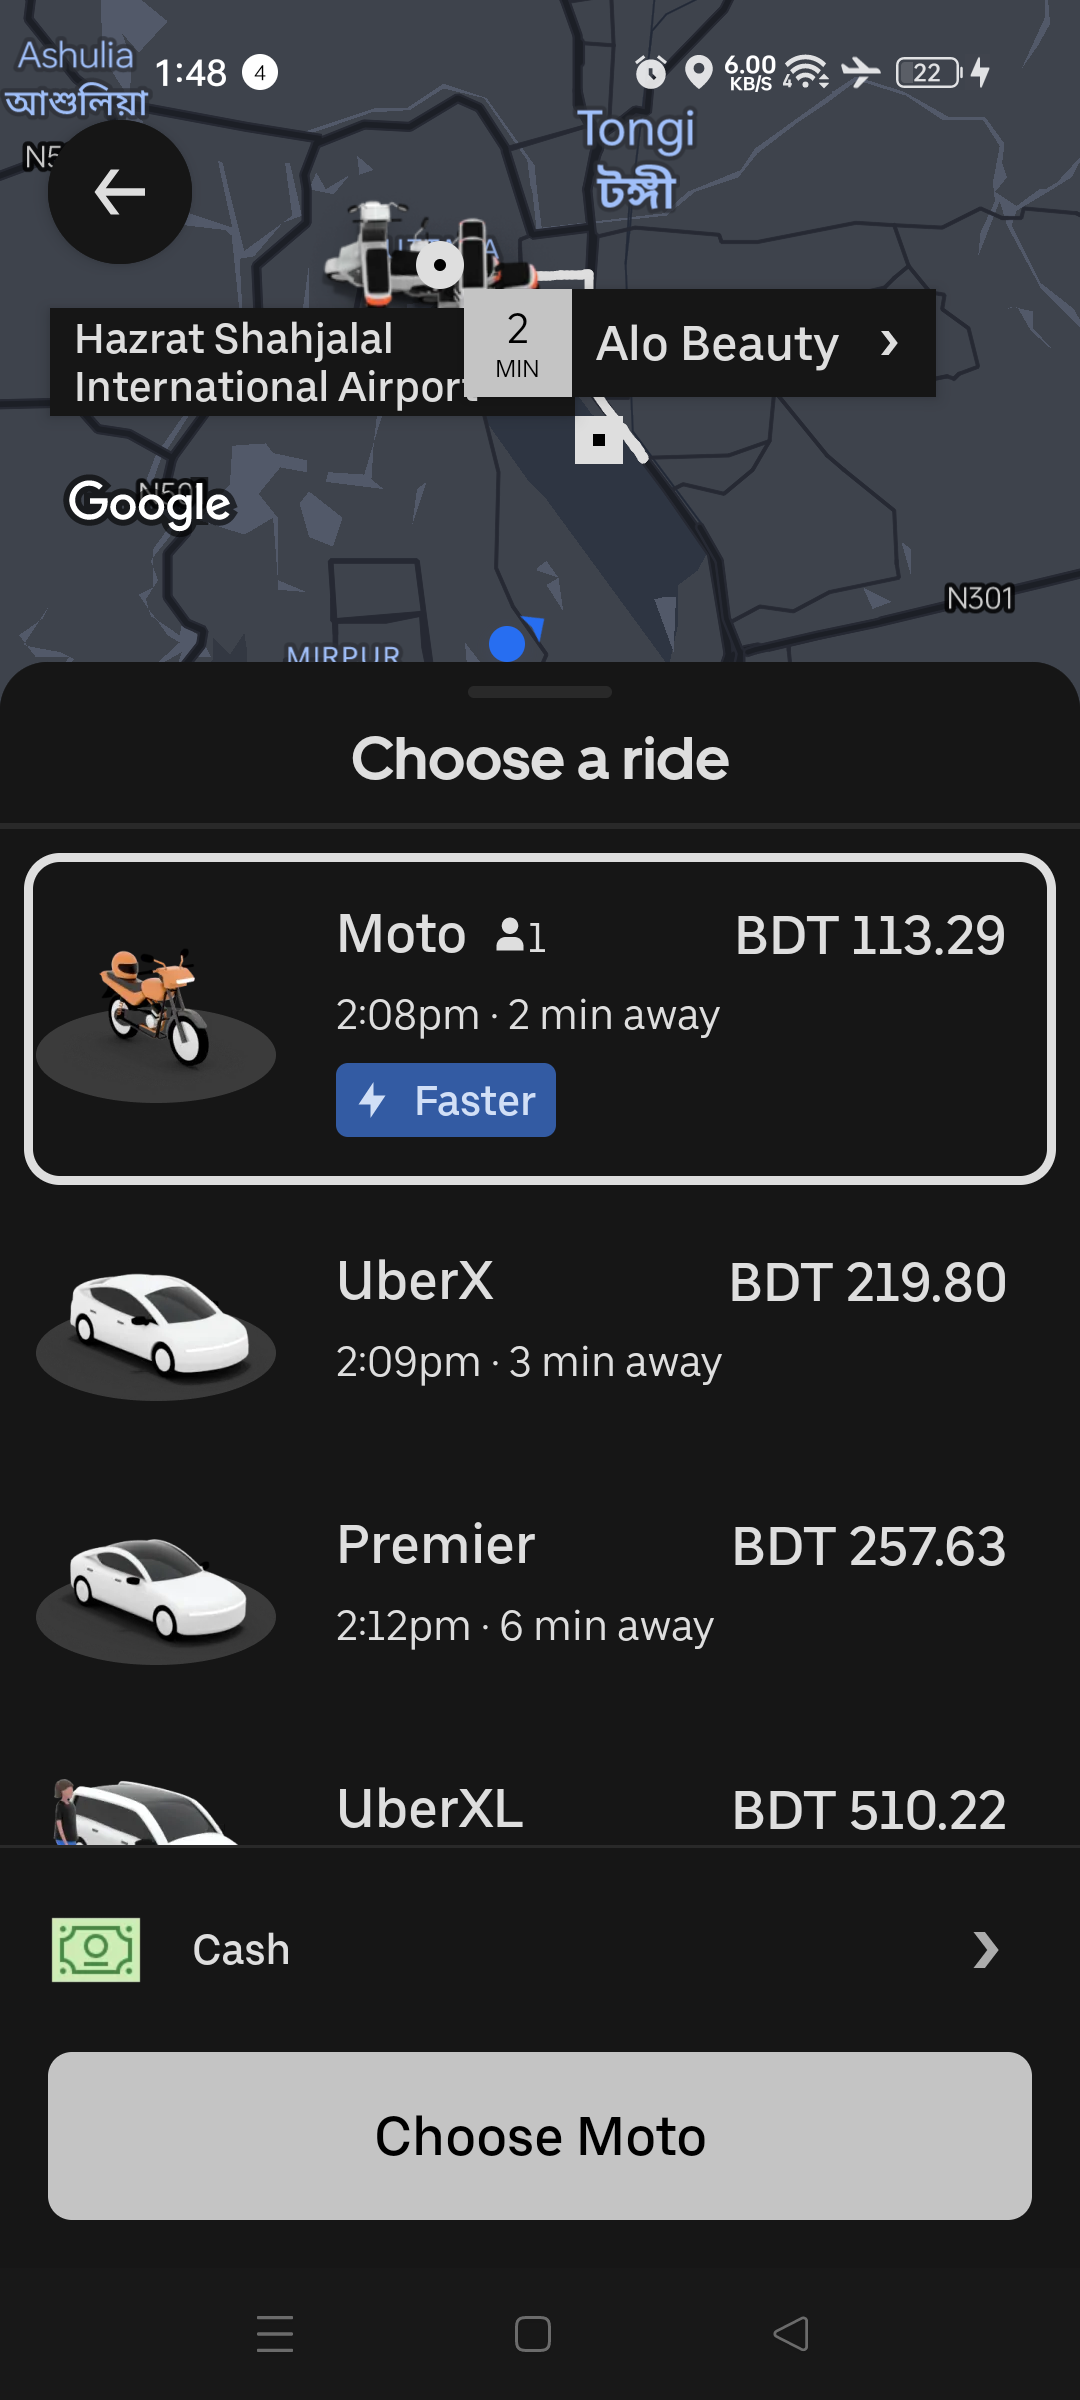 Ashulia
আশুলিয়া
1:48 4
6.00
KB/S
4
22
Tongi
টঙ্গী
Hazrat Shahjalal
International Airport
2
MIN
Alo Beauty
Google
N301
MIRPUR
Choose a ride
Moto 1 BDT 113.29
2:08pm · 2 min away
Faster
UberX BDT 219.80
2:09pm · 3 min away
Premier BDT 257.63
2:12pm · 6 min away
UberXL BDT 510.22
Cash
Choose Moto